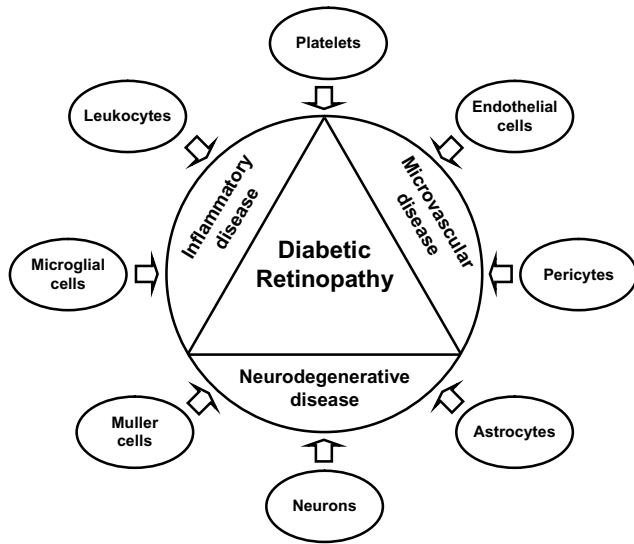 Platelets
Leukocytes
Endothelial
cells
Inflammatory
disease
Microvascular
disease
Diabetic
Retinopathy
Microglial
cells
Pericytes
Neurodegenerative
disease
Muller
cells
Astrocytes
Neurons